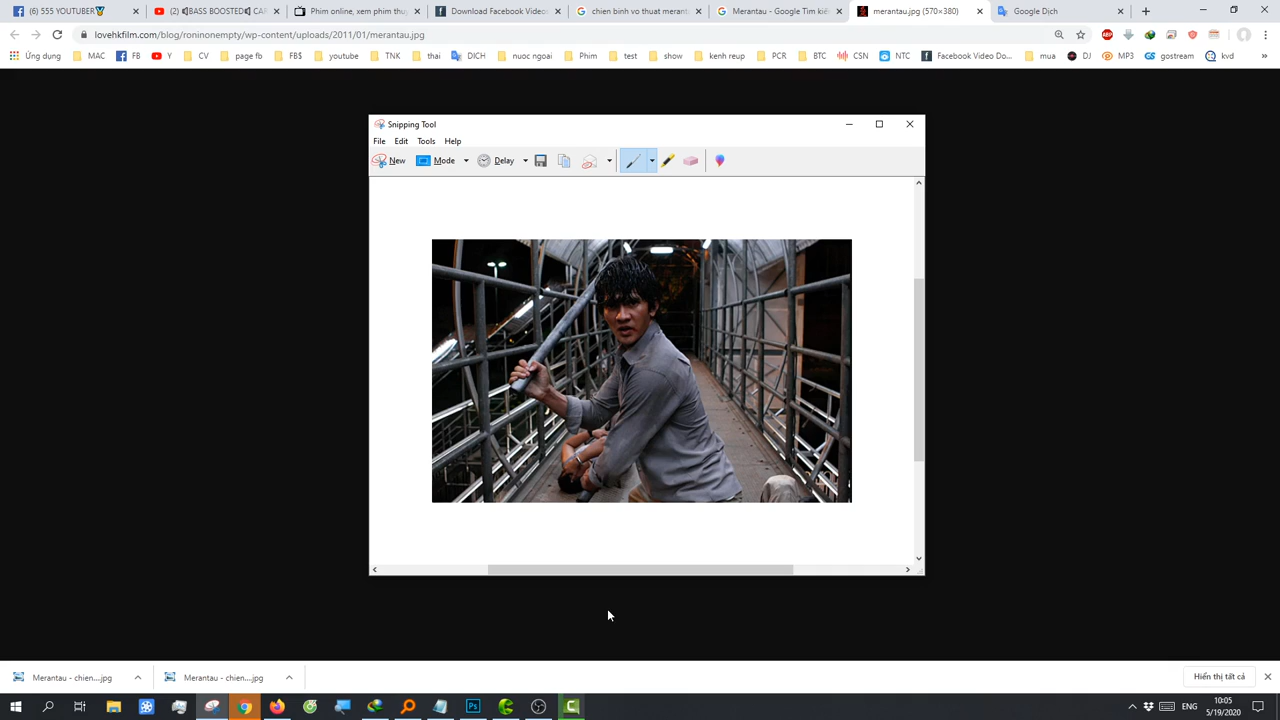 (6) 555 YOUTUBER
(2) BASS BOOSTED
Phim online, xem phim thu
Download Facebook Videos
chien binh vo thuat merant
Merantau - Google Tìm kiế
merantau.jpg (570×380)
Google Dịch
lovehkfilm.com/blog/roninonempty/wp-content/uploads/2011/01/merantau.jpg
Ứng dụng MAC FB Y CV page fb FB$ youtube TNK thai DỊCH nuoc ngoai Phim test show kenh reup PCR BTC CSN NTC Facebook Video Do... mua DJ MP3 gostream kvd
Snipping Tool
File Edit Tools Help
New Mode Delay
Merantau - chien....jpg
Merantau - chien....jpg
Hiển thị tất cả
ENG
10:05
5/19/2020